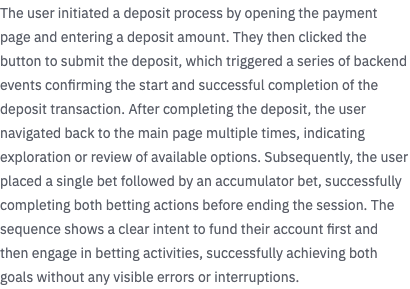 The user initiated a deposit process by opening the payment
page and entering a deposit amount. They then clicked the
button to submit the deposit, which triggered a series of backend
events confirming the start and successful completion of the
deposit transaction. After completing the deposit, the user
navigated back to the main page multiple times, indicating
exploration or review of available options. Subsequently, the user
placed a single bet followed by an accumulator bet, successfully
completing both betting actions before ending the session. The
sequence shows a clear intent to fund their account first and
then engage in betting activities, successfully achieving both
goals without any visible errors or interruptions.